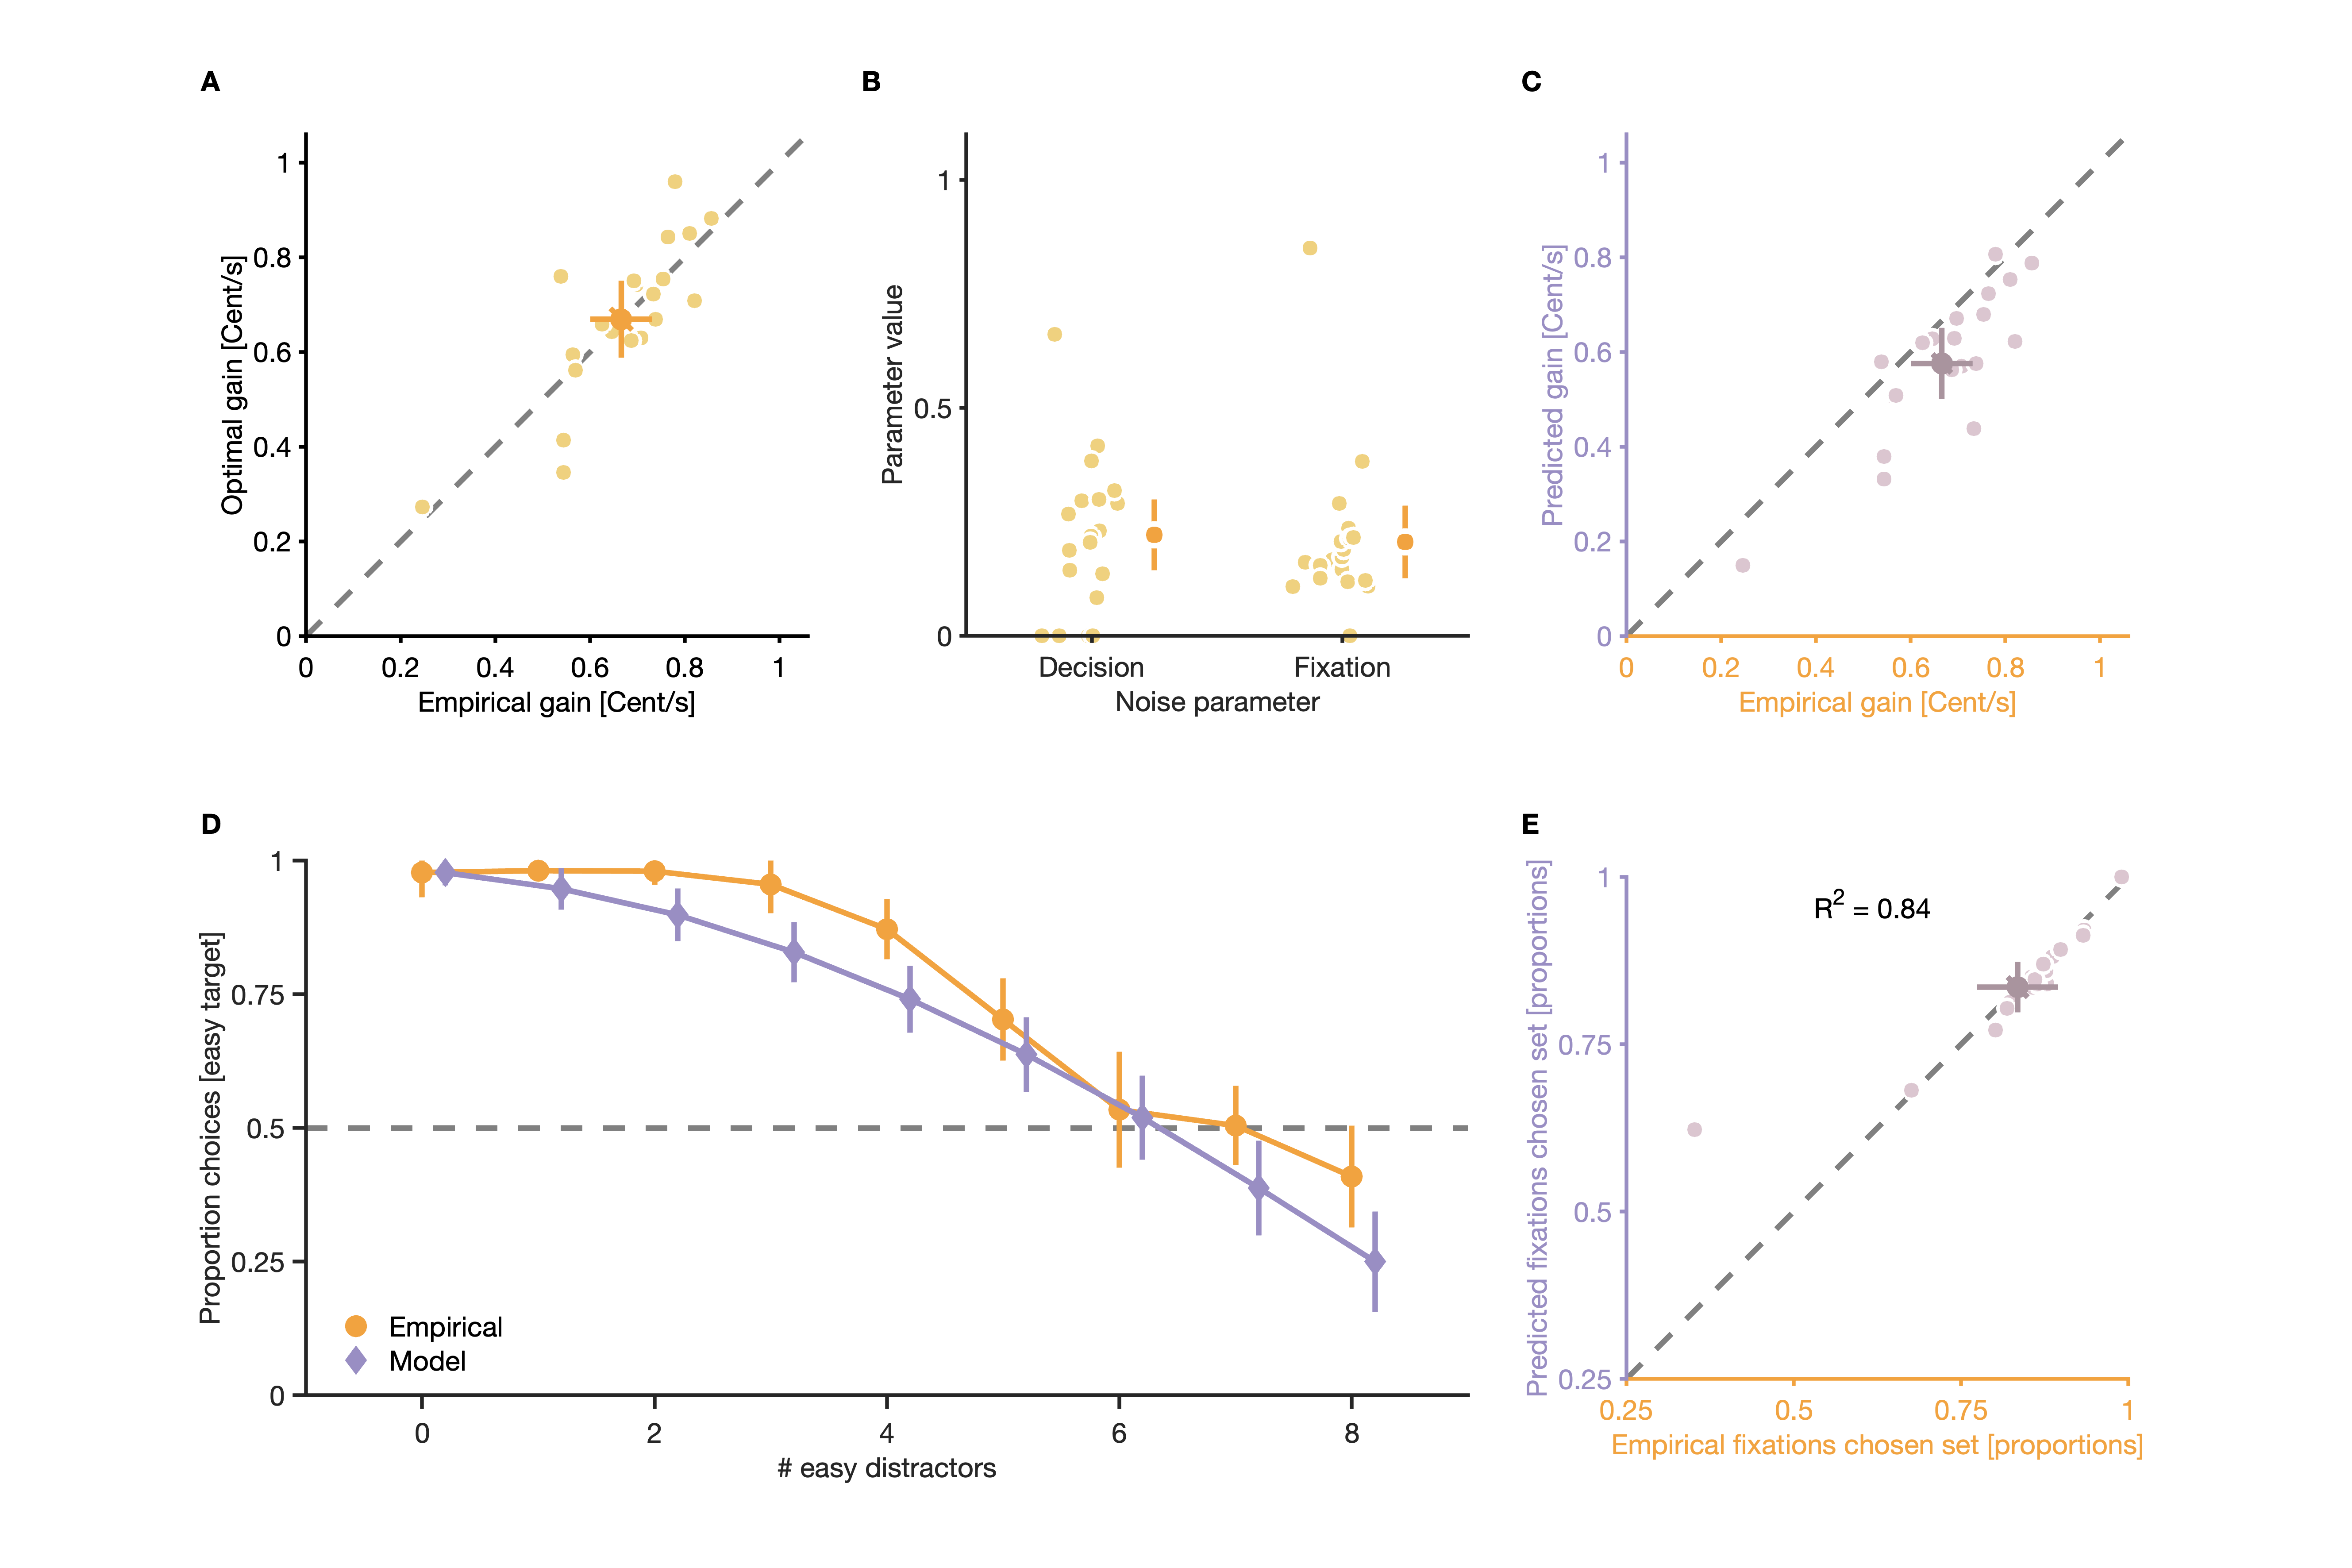 A
Optimal gain [Cent/s]
1
0.8
0.6
0.4
0.2
0
0
0.2
0.4
0.6
0.8
1
Empirical gain [Cent/s]
B
Parameter value
1
0.5
0
Decision
Fixation
Noise parameter
C
Predicted gain [Cent/s]
1
0.8
0.6
0.4
0.2
0
0
0.2
0.4
0.6
0.8
1
Empirical gain [Cent/s]
D
Proportion choices [easy target]
1
0.75
0.5
0.25
0
Empirical
Model
0
2
4
6
8
# easy distractors
E
Predicted fixations chosen set [proportions]
1
0.75
0.5
0.25
R² = 0.84
0.25
0.5
0.75
1
Empirical fixations chosen set [proportions]